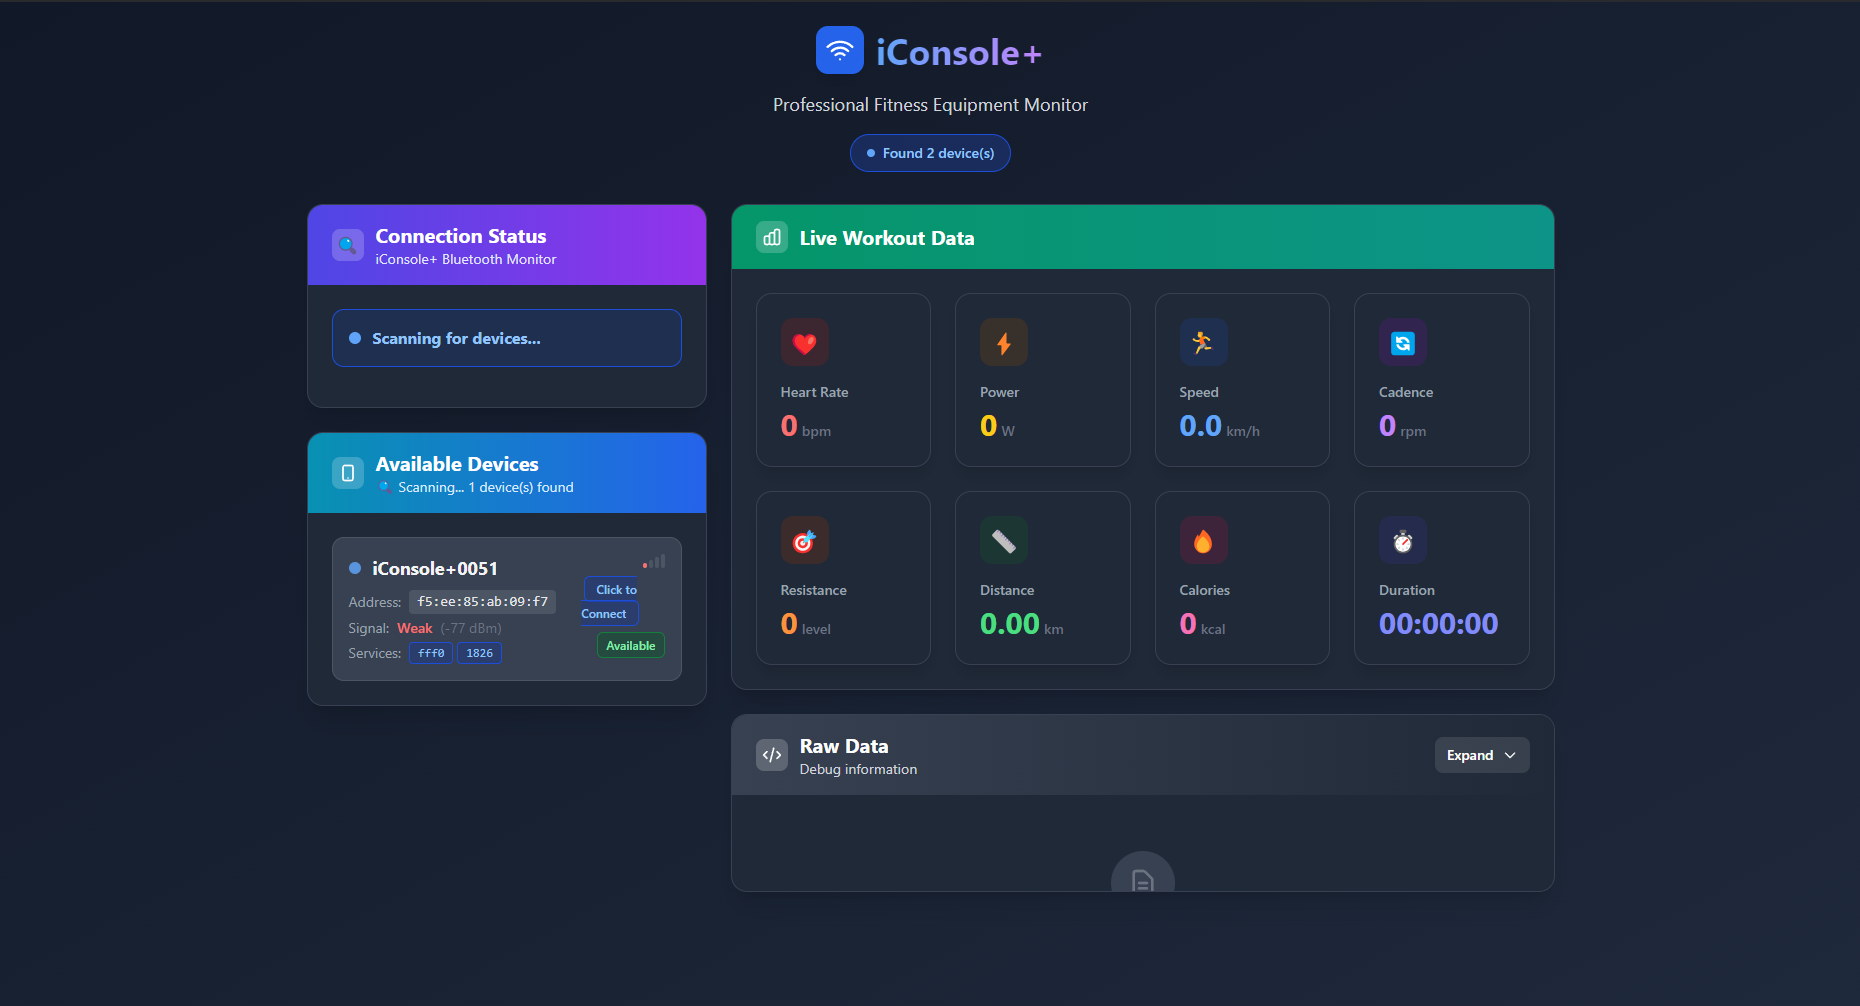 iConsole+
Professional Fitness Equipment Monitor
Found 2 device(s)
Connection Status
iConsole+ Bluetooth Monitor
Scanning for devices...
Available Devices
Scanning... 1 device(s) found
iConsole+0051
Address: f5:ee:85:ab:09:f7
Signal: Weak (-77 dBm)
Services: fff0 1826
Click to
Connect
Available
Live Workout Data
Heart Rate
0 bpm
Power
0 W
Speed
0.0 km/h
Cadence
0 rpm
Resistance
0 level
Distance
0.00 km
Calories
0 kcal
Duration
00:00:00
Raw Data
Debug information
Expand